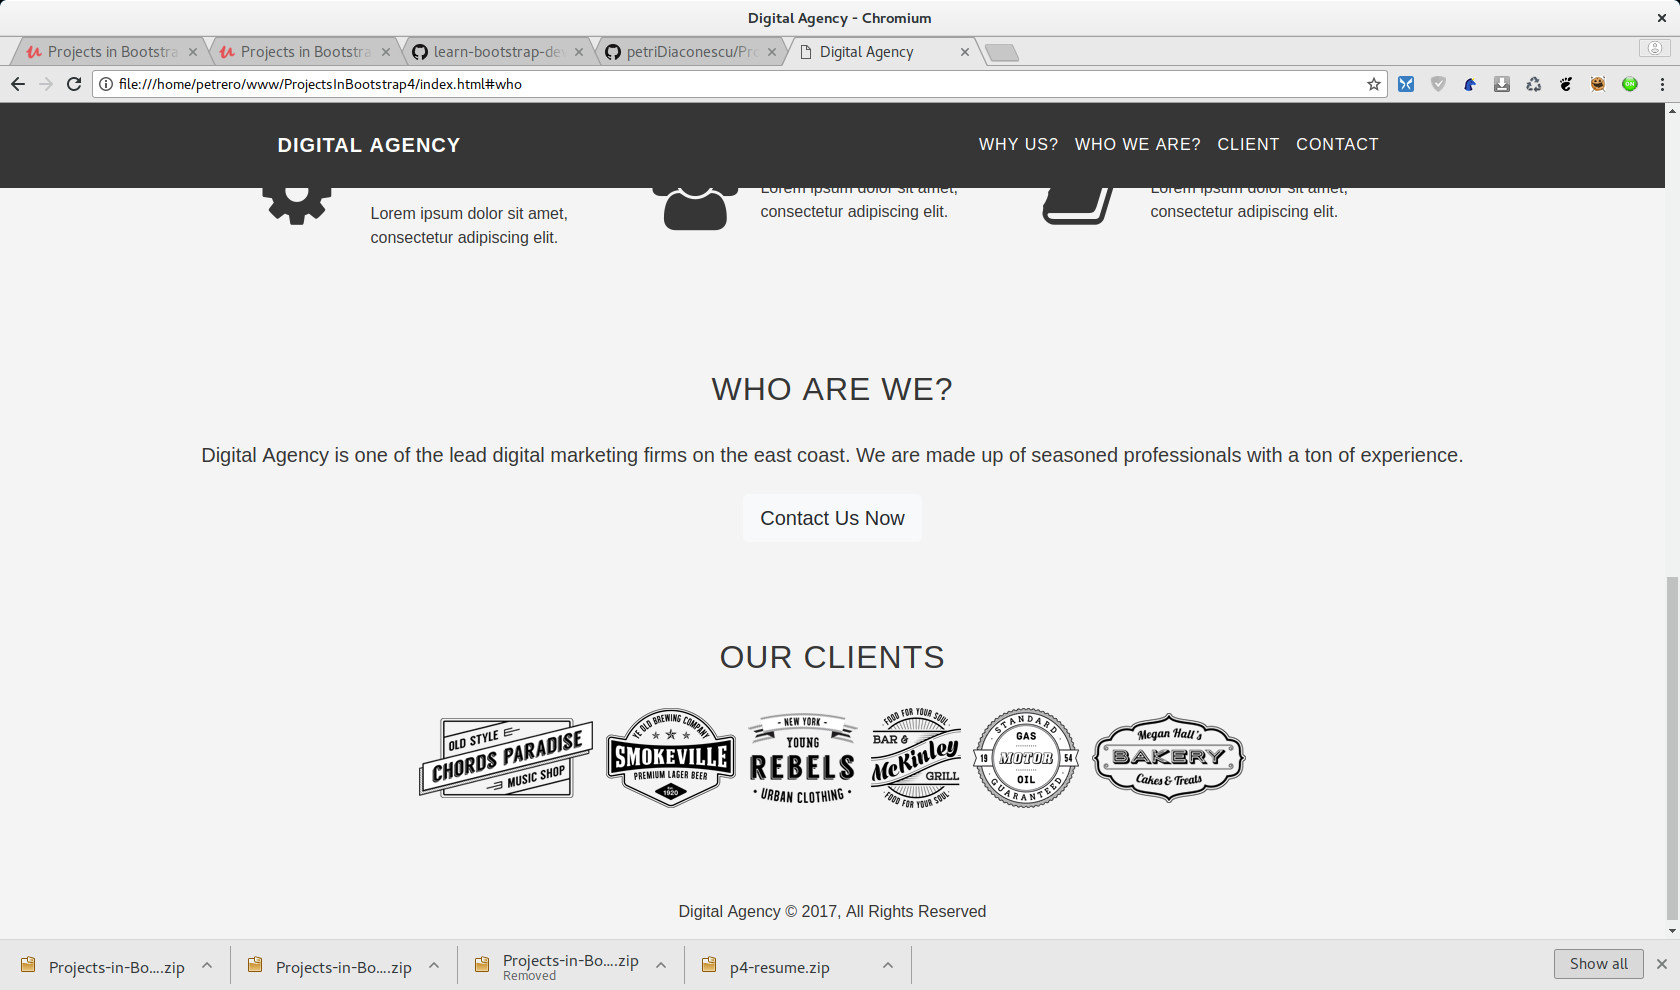 Digital Agency - Chromium
Projects in Bootstra
Projects in Bootstra
learn-bootstrap-de
petriDiaconescu/Pro
Digital Agency
file:///home/petrero/www/ProjectsInBootstrap4/index.html#who
DIGITAL AGENCY
WHY US?
WHO WE ARE?
CLIENT
CONTACT
Lorem ipsum dolor sit amet,
consectetur adipiscing elit.
Lorem ipsum dolor sit amet,
consectetur adipiscing elit.
Lorem ipsum dolor sit amet,
consectetur adipiscing elit.
WHO ARE WE?
Digital Agency is one of the lead digital marketing firms on the east coast. We are made up of seasoned professionals with a ton of experience.
Contact Us Now
OUR CLIENTS
OLD STYLE
CHORDS PARADISE
MUSIC SHOP
YE OLD BREWING COMPANY
SMOKEVILLE
PREMIUM LAGER BEER
EST.
1920
- NEW YORK -
YOUNG
REBELS
• URBAN CLOTHING •
·FOOD FOR YOUR SOUL·
BAR &
McKinley
GRILL
·FOOD FOR YOUR SOUL·
STANDARD
GAS
19 MOTOR 54
OIL
GUARANTEED
Megan Hall's
BAKERY
Cakes & Treats
Digital Agency © 2017, All Rights Reserved
Projects-in-Bo....zip
Projects-in-Bo....zip
Projects-in-Bo....zip
Removed
p4-resume.zip
Show all